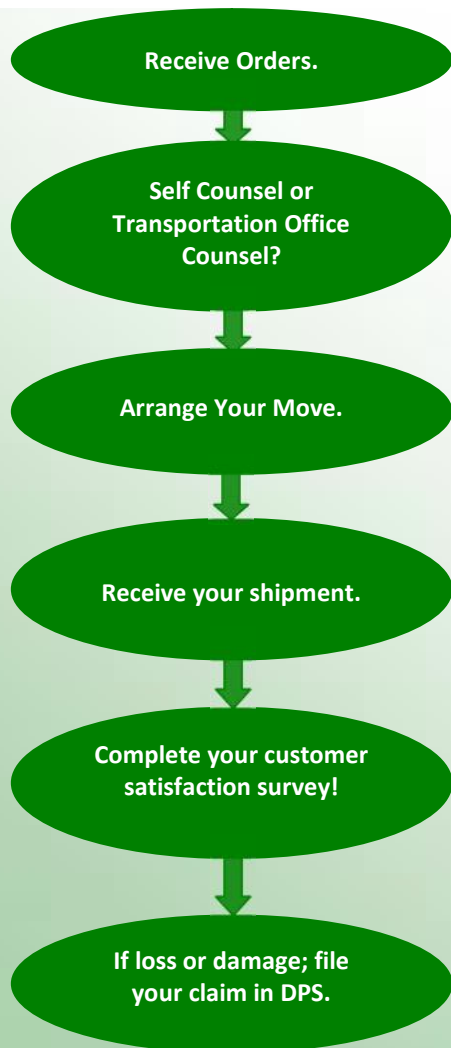 Receive Orders.
Self Counsel or
Transportation Office
Counsel?
Arrange Your Move.
Receive your shipment.
Complete your customer
satisfaction survey!
If loss or damage; file
your claim in DPS.